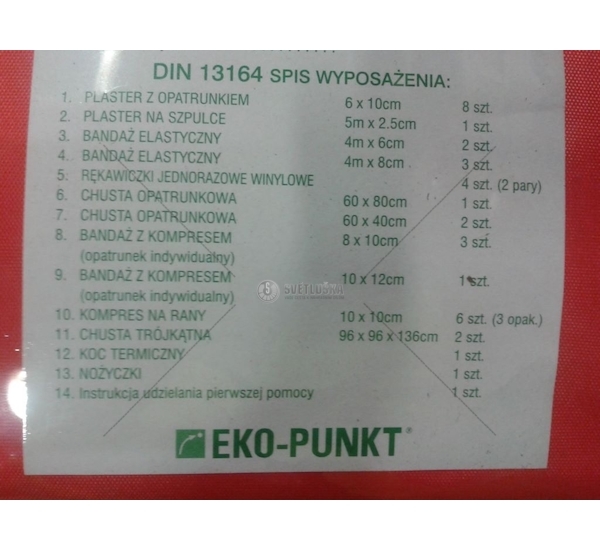 DIN 13164 SPIS WYPOSAŻENIA:
1. PLASTER Z OPATRUNKIEM 6 x 10cm 8 szt.
2. PLASTER NA SZPULCE 5m x 2.5cm 1 szt.
3. BANDAŻ ELASTYCZNY 4m x 6cm 2 szt.
4. BANDAŻ ELASTYCZNY 4m x 8cm 3 szt.
5. RĘKAWICZKI JEDNORAZOWE WINYLOWE 4 szt. (2 pary)
6. CHUSTA OPATRUNKOWA 60 x 80cm 1 szt.
7. CHUSTA OPATRUNKOWA 60 x 40cm 2 szt.
8. BANDAŻ Z KOMPRESEM 8 x 10cm 3 szt.
(opatrunek indywidualny)
9. BANDAŻ Z KOMPRESEM 10 x 12cm 1 szt.
(opatrunek indywidualny)
10. KOMPRES NA RANY 10 x 10cm 6 szt. (3 opak.)
11. CHUSTA TRÓJKĄTNA 96 x 96 x 136cm 2 szt.
12. KOC TERMICZNY 1 szt.
13. NOŻYCZKI 1 szt.
14. Instrukcja udzielania pierwszej pomocy 1 szt.
EKO-PUNKT®